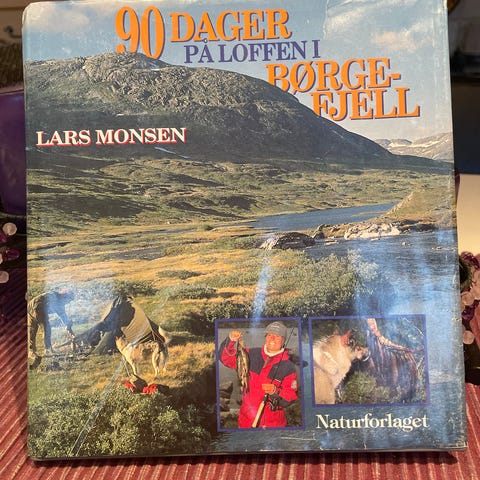 90 DAGER
PÅ LOFFEN I
BØRGE-
FJELL
LARS MONSEN
Naturforlaget